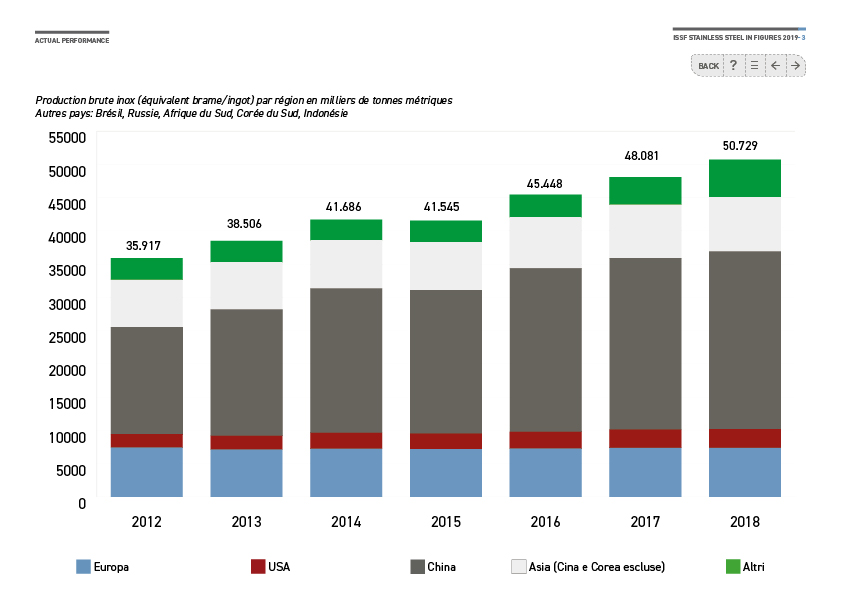 ACTUAL PERFORMANCE
ISSF STAINLESS STEEL IN FIGURES 2019- 3
BACK ? ☰ ← →
Production brute inox (équivalent brame/ingot) par région en milliers de tonnes métriques
Autres pays: Brésil, Russie, Afrique du Sud, Corée du Sud, Indonésie
55000
50000
45000
40000
35000
30000
25000
20000
15000
10000
5000
0
35.917
38.506
41.686
41.545
45.448
48.081
50.729
2012 2013 2014 2015 2016 2017 2018
Europa USA China Asia (Cina e Corea escluse) Altri